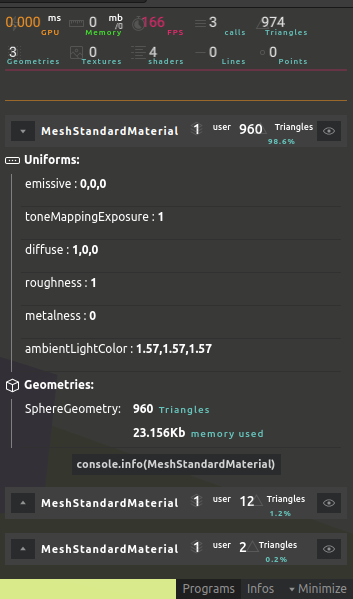 0,000 ms 0 mb /0 166 3 974
GPU Memory FPS calls Triangles
3 0 4 0 0
Geometries Textures shaders Lines Points
MeshStandardMaterial 1 user 960 Triangles
98.6%
Uniforms:
emissive : 0,0,0
toneMappingExposure : 1
diffuse : 1,0,0
roughness : 1
metalness : 0
ambientLightColor : 1.57,1.57,1.57
Geometries:
SphereGeometry: 960 Triangles
23.156Kb memory used
console.info(MeshStandardMaterial)
MeshStandardMaterial 1 user 12 Triangles
1.2%
MeshStandardMaterial 1 user 2 Triangles
0.2%
Programs Infos Minimize